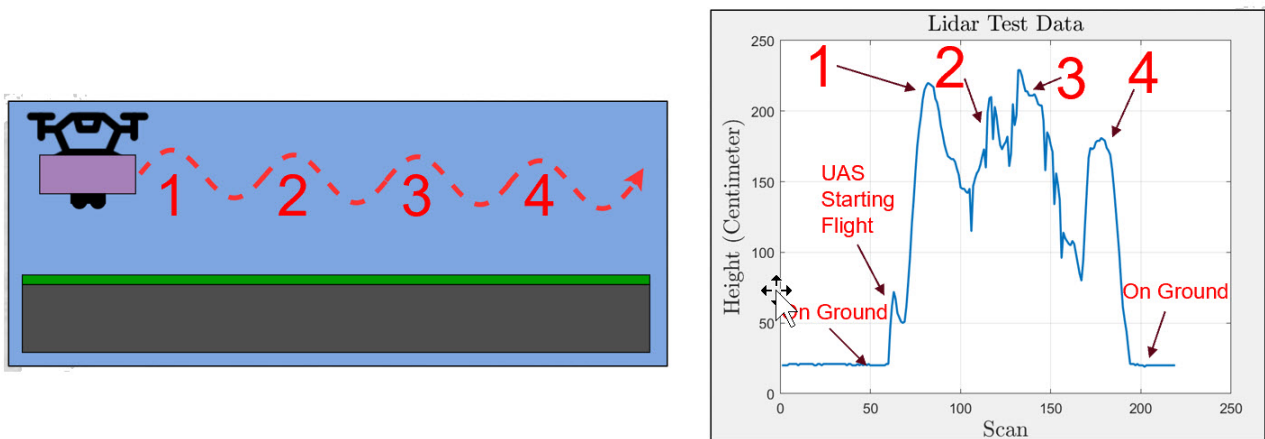 1
2
3
4
Lidar Test Data
Height (Centimeter)
250
200
150
100
50
0
1
2
3
4
UAS
Starting
Flight
On Ground
On Ground
0
50
100
150
200
250
Scan